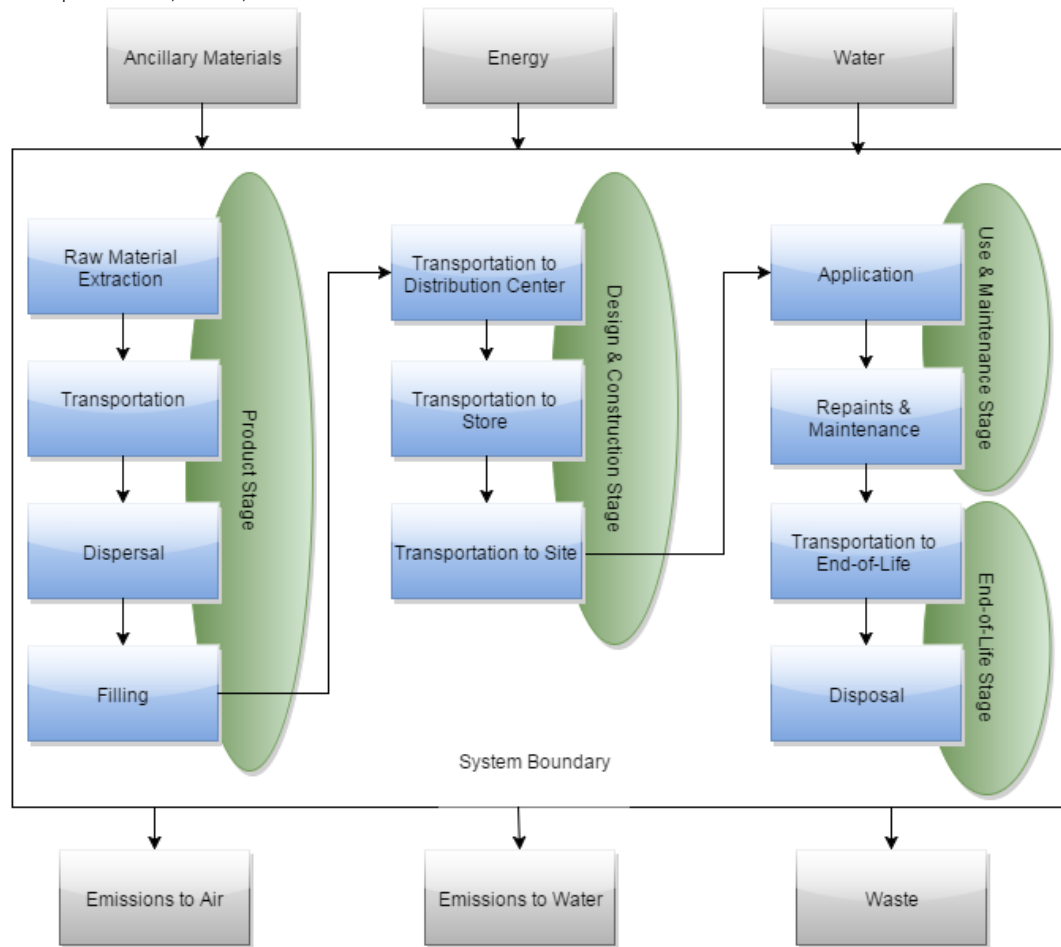 Ancillary Materials
Energy
Water
Raw Material
Extraction
Transportation
Dispersal
Filling
Product Stage
Transportation to
Distribution Center
Transportation to
Store
Transportation to Site
Design & Construction Stage
Application
Repaints &
Maintenance
Use & Maintenance Stage
Transportation to
End-of-Life
Disposal
End-of-Life Stage
System Boundary
Emissions to Air
Emissions to Water
Waste